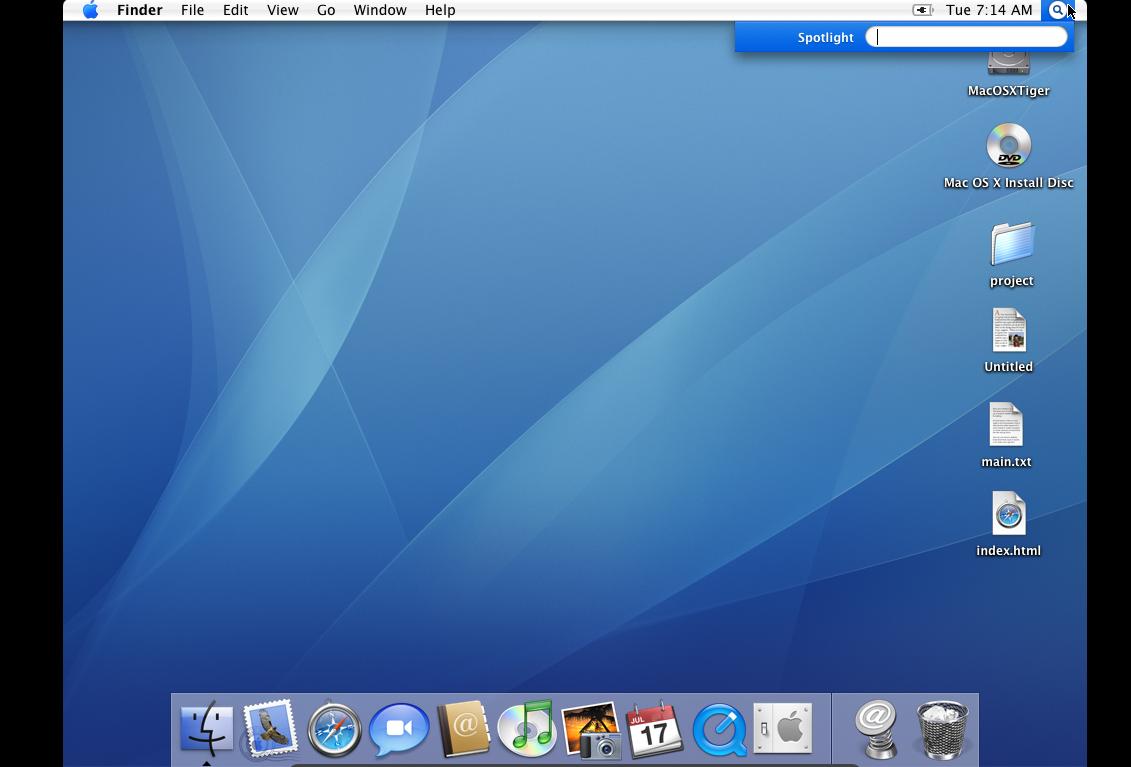 Finder File Edit View Go Window Help Tue 7:14 AM
Spotlight
MacOSXTiger
DVD
Mac OS X Install Disc
project
Untitled
main.txt
index.html
@
JUL
17
@